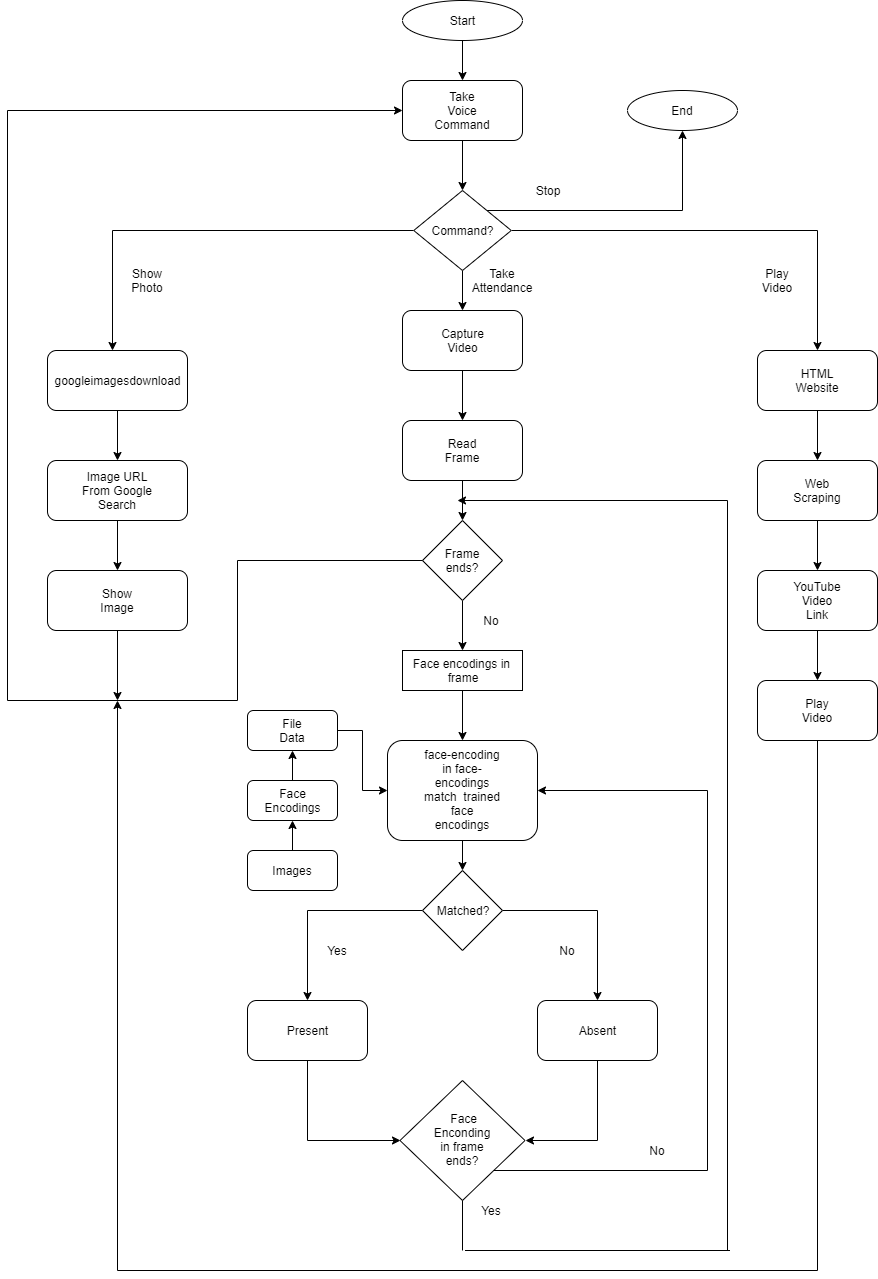 Start
Take
Voice
Command
End
Stop
Command?
Show
Photo
Take
Attendance
Play
Video
Capture
Video
googleimagesdownload
HTML
Website
Read
Frame
Image URL
From Google
Search
Web
Scraping
Frame
ends?
Show
Image
YouTube
Video
Link
No
Face encodings in
frame
Play
Video
File
Data
face-encoding
in face-
encodings
match trained
face
encodings
Face
Encodings
Images
Matched?
Yes
No
Present
Absent
Face
Enconding
in frame
ends?
No
Yes